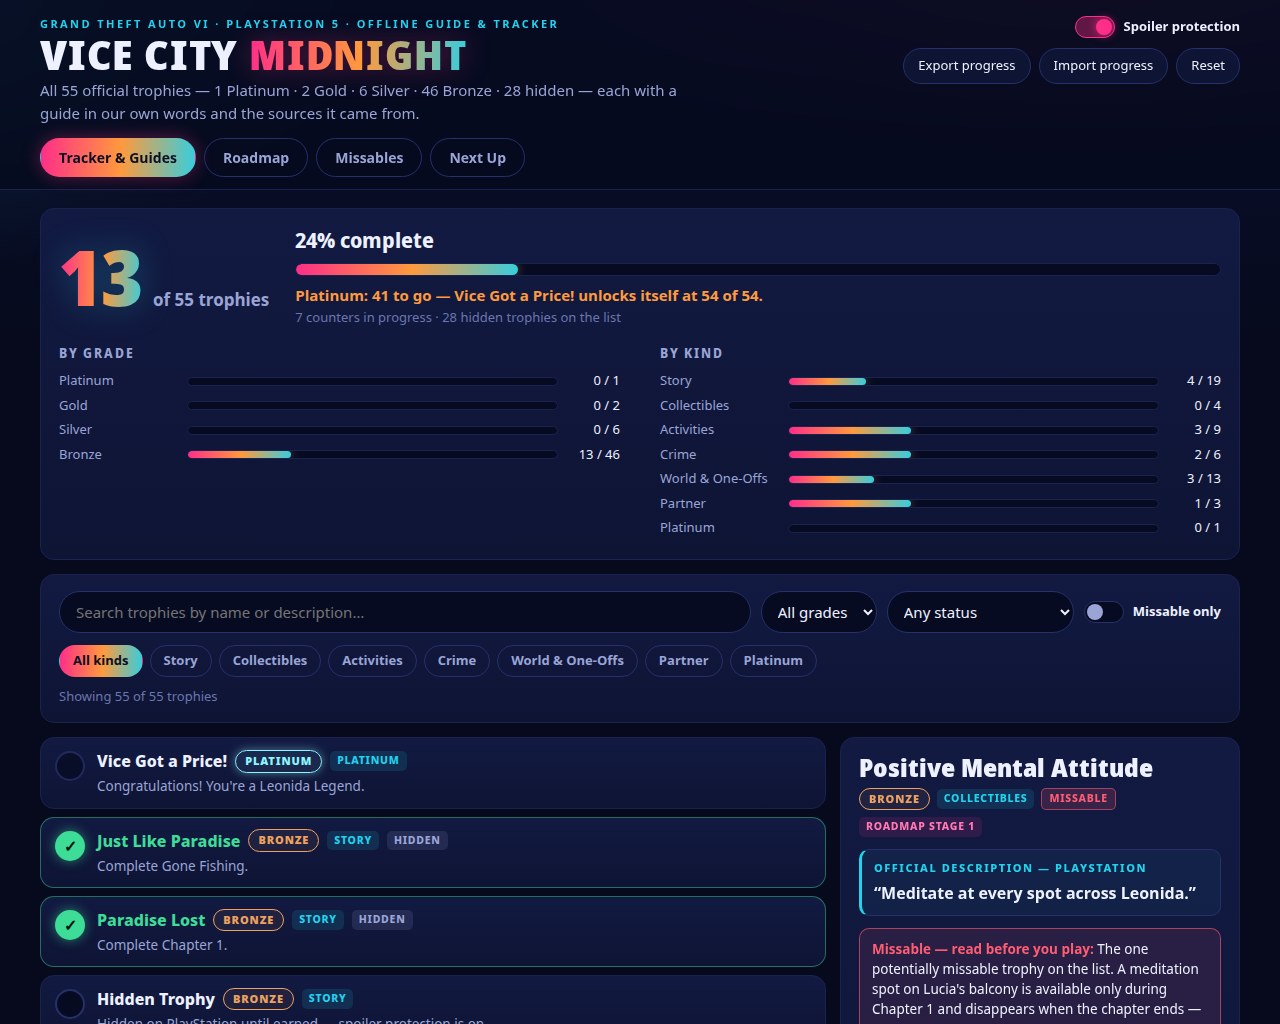 GRAND THEFT AUTO VI · PLAYSTATION 5 · OFFLINE GUIDE & TRACKER
VICE CITY MIDNIGHT
All 55 official trophies — 1 Platinum · 2 Gold · 6 Silver · 46 Bronze · 28 hidden — each with a
guide in our own words and the sources it came from.
Spoiler protection
Export progress
Import progress
Reset
Tracker & Guides
Roadmap
Missables
Next Up
13 of 55 trophies
24% complete
Platinum: 41 to go — Vice Got a Price! unlocks itself at 54 of 54.
7 counters in progress · 28 hidden trophies on the list
BY GRADE
Platinum 0 / 1
Gold 0 / 2
Silver 0 / 6
Bronze 13 / 46
BY KIND
Story 4 / 19
Collectibles 0 / 4
Activities 3 / 9
Crime 2 / 6
World & One-Offs 3 / 13
Partner 1 / 3
Platinum 0 / 1
Search trophies by name or description...
All grades
Any status
Missable only
All kinds
Story
Collectibles
Activities
Crime
World & One-Offs
Partner
Platinum
Showing 55 of 55 trophies
Vice Got a Price! PLATINUM PLATINUM
Congratulations! You're a Leonida Legend.
✓ Just Like Paradise BRONZE STORY HIDDEN
Complete Gone Fishing.
✓ Paradise Lost BRONZE STORY HIDDEN
Complete Chapter 1.
Hidden Trophy BRONZE STORY
Hidden on PlayStation until earned — spoiler protection is on.
Positive Mental Attitude
BRONZE COLLECTIBLES MISSABLE
ROADMAP STAGE 1
OFFICIAL DESCRIPTION — PLAYSTATION
“Meditate at every spot across Leonida.”
Missable — read before you play: The one
potentially missable trophy on the list. A meditation
spot on Lucia's balcony is available only during
Chapter 1 and disappears when the chapter ends —